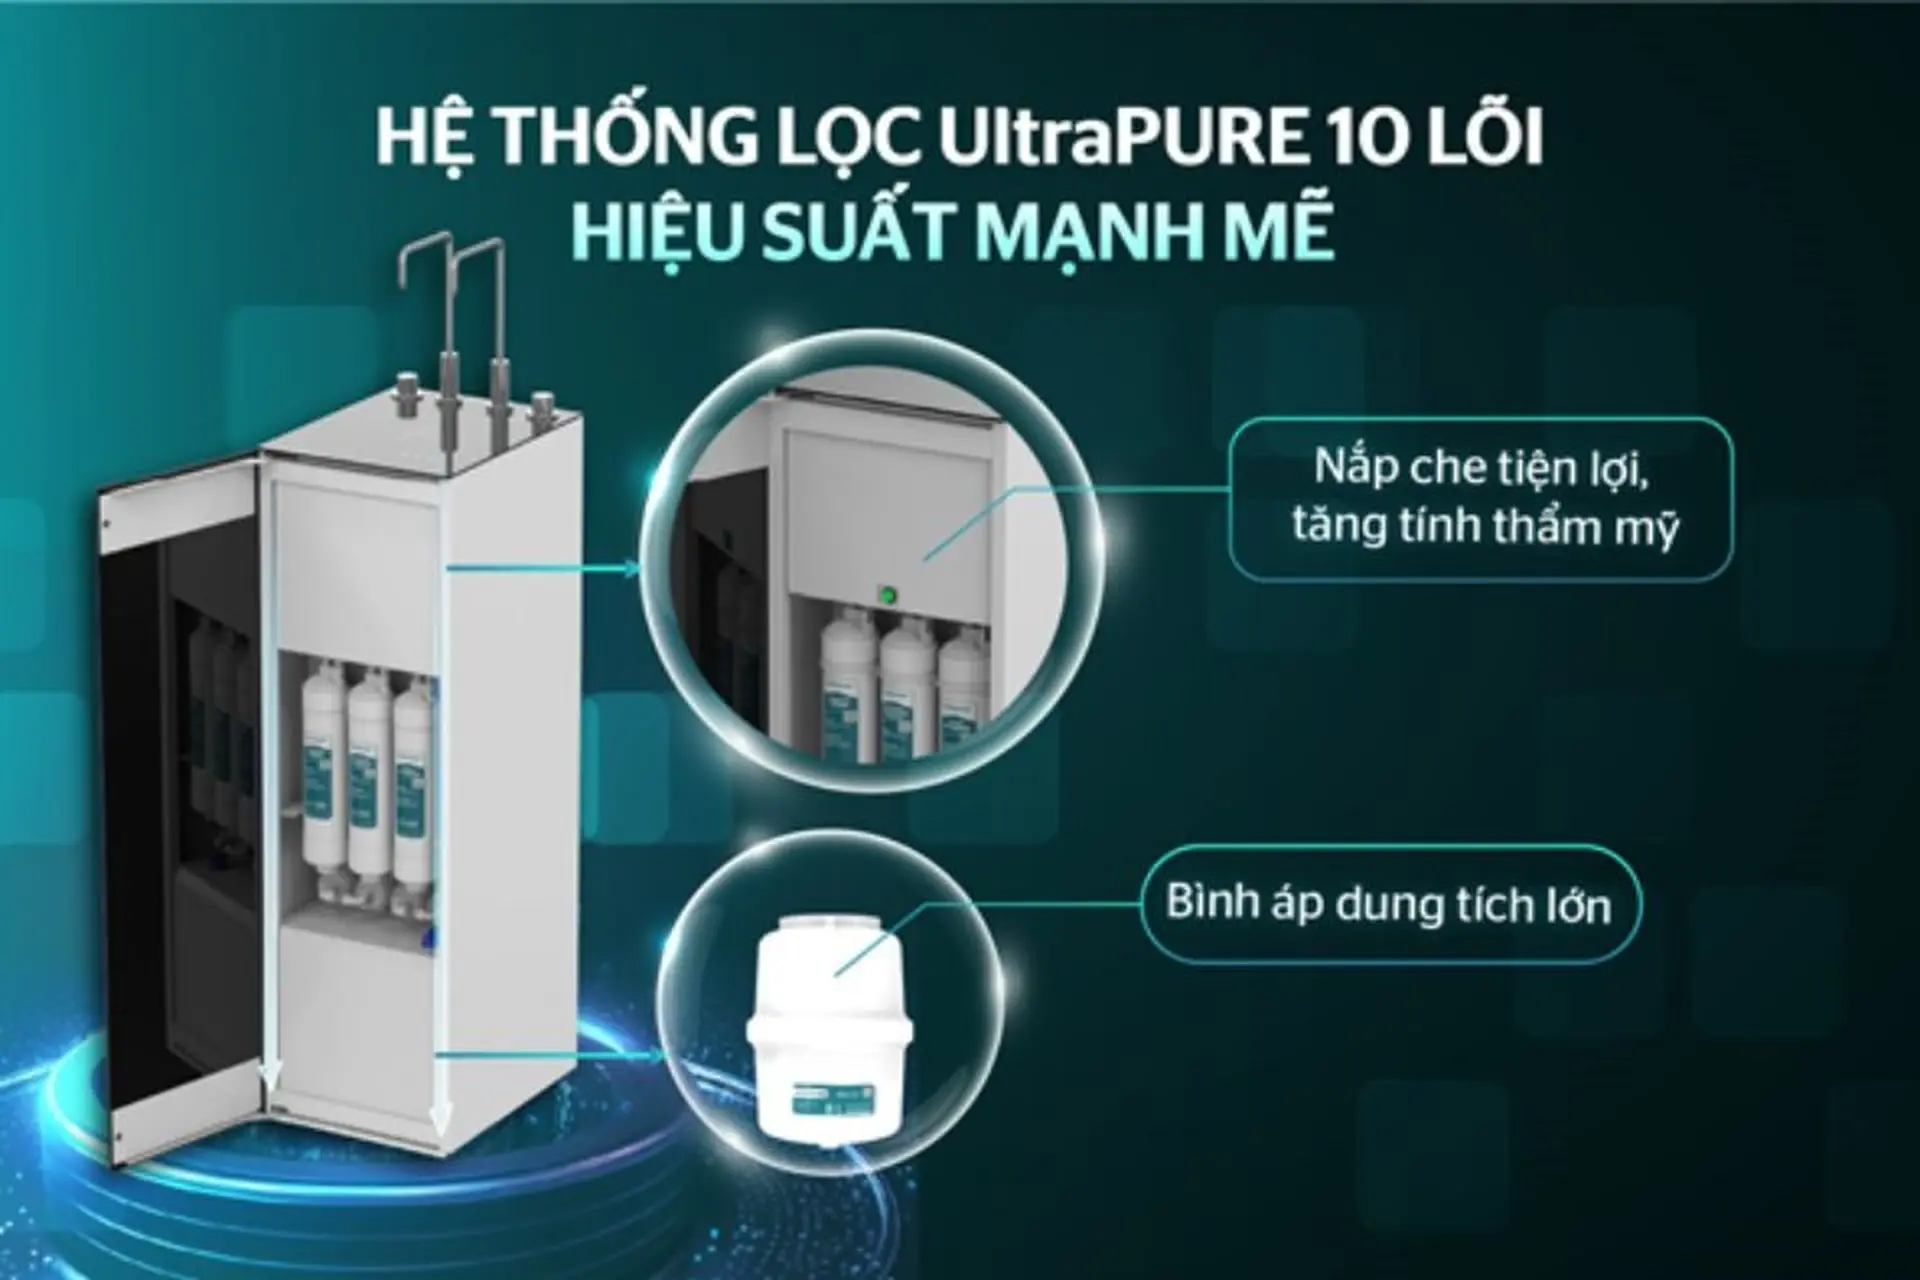 HỆ THỐNG LỌC UltraPURE 10 LÕI
HIỆU SUẤT MẠNH MẼ
Nắp che tiện lợi,
tăng tính thẩm mỹ
Bình áp dung tích lớn